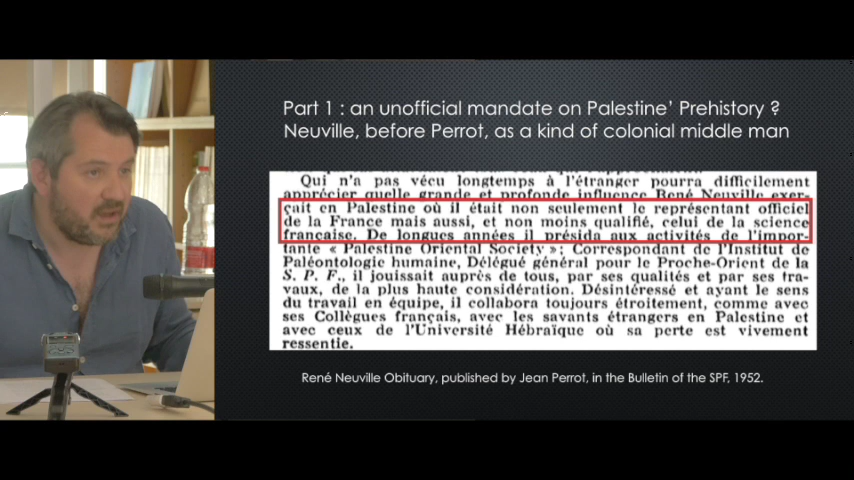 Part 1 : an unofficial mandate on Palestine' Prehistory ?
Neuville, before Perrot, as a kind of colonial middle man
Qui n'a pas vécu longtemps à l'étranger pourra difficilement
apprécier quelle grande et profonde influence René Neuville exer-
çait en Palestine où il était non seulement le représentant officiel
de la France mais aussi, et non moins qualifié, celui de la science
française. De longues années il présida aux activités de l'impor-
tante « Palestine Oriental Society »; Correspondant de l'Institut de
Paléontologie humaine, Délégué général pour le Proche-Orient de la
S. P. F., il jouissait auprès de tous, par ses qualités et par ses tra-
vaux, de la plus haute considération. Désintéressé et ayant le sens
du travail en équipe, il collabora toujours étroitement, comme avec
ses Collègues français, avec les savants étrangers en Palestine et
avec ceux de l'Université Hébraïque où sa perte est vivement
ressentie.
René Neuville Obituary, published by Jean Perrot, in the Bulletin of the SPF, 1952.